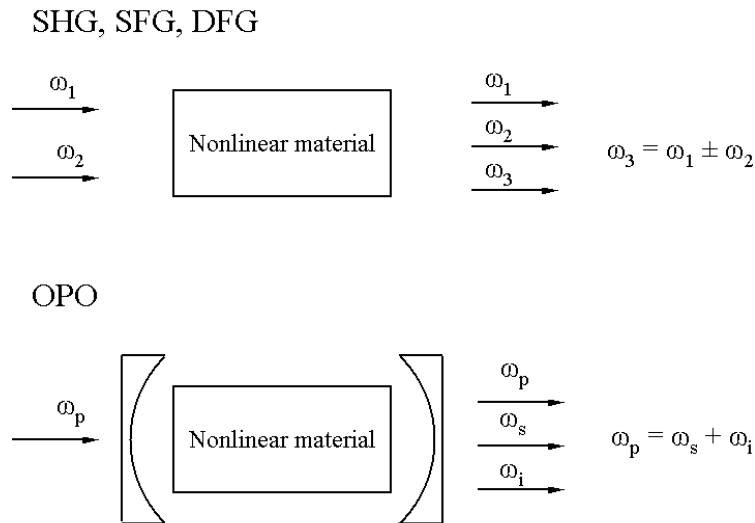 SHG, SFG, DFG
ω₁
ω₂
Nonlinear material
ω₁
ω₂
ω₃
ω₃ = ω₁ ± ω₂
OPO
ωₚ
Nonlinear material
ωₚ
ωₛ
ωᵢ
ωₚ = ωₛ + ωᵢ